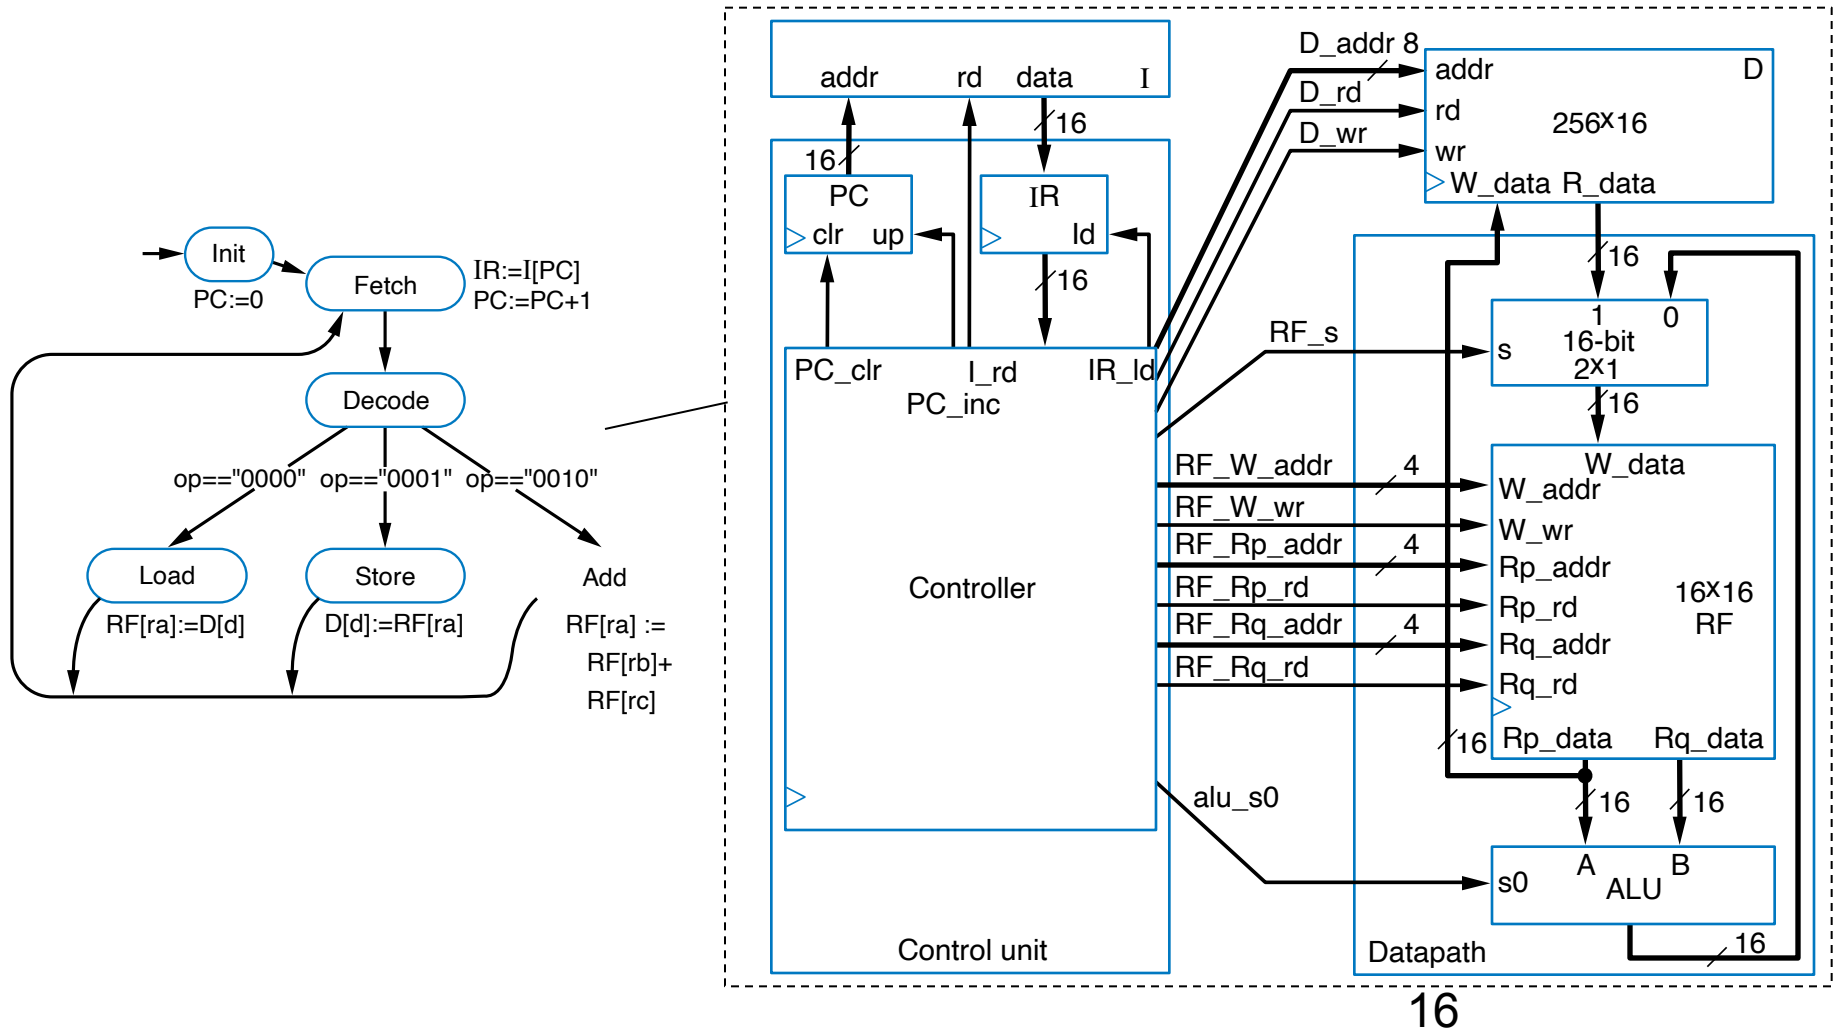 Init
PC:=0
Fetch
IR:=I[PC]
PC:=PC+1
Decode
op=="0000"
op=="0001"
op=="0010"
Load
RF[ra]:=D[d]
Store
D[d]:=RF[ra]
Add
RF[ra] :=
RF[rb]+
RF[rc]
addr
rd
data
I
16
16
PC
clr
up
IR
ld
16
PC_clr
I_rd
IR_ld
PC_inc
Controller
Control unit
D_addr 8
D_rd
D_wr
RF_s
RF_W_addr
4
RF_W_wr
RF_Rp_addr
4
RF_Rp_rd
RF_Rq_addr
4
RF_Rq_rd
alu_s0
addr
D
rd
256x16
wr
W_data
R_data
16
1
0
s
16-bit
2x1
16
W_data
W_addr
W_wr
Rp_addr
Rp_rd
16x16
RF
Rq_addr
Rq_rd
Rp_data
Rq_data
16
16
16
A
B
s0
ALU
16
Datapath
16